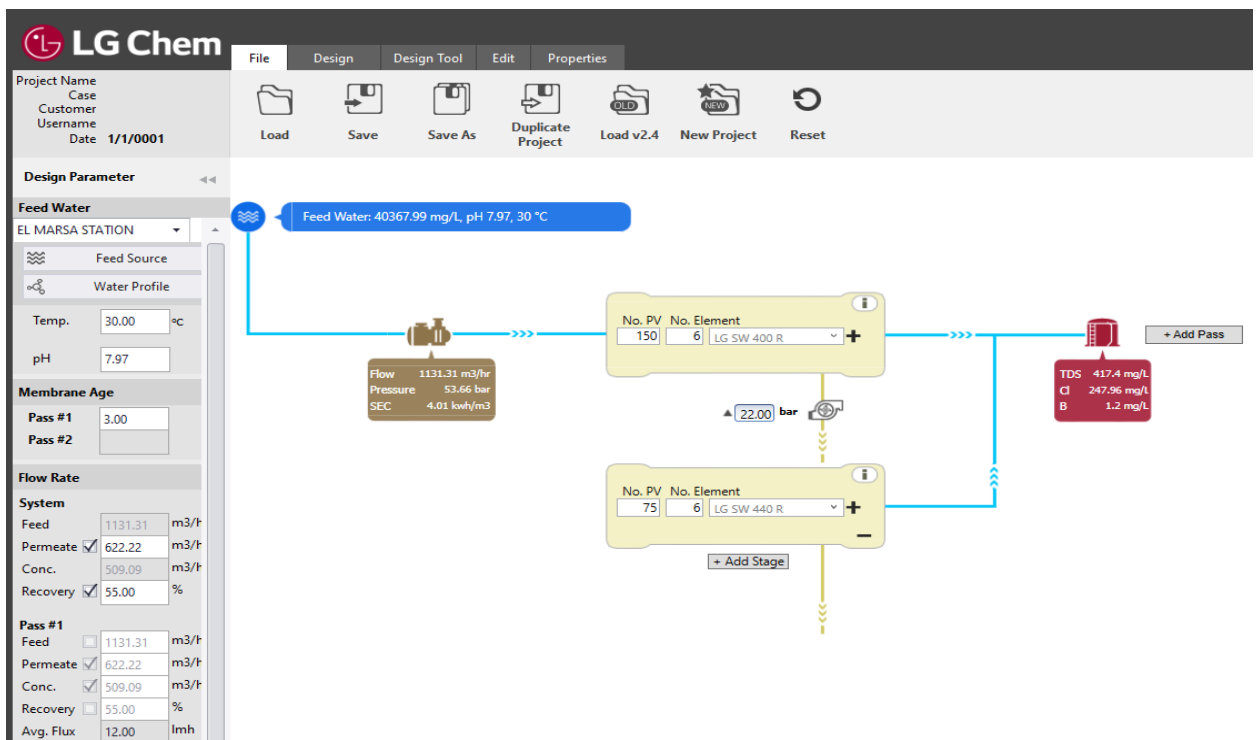 LG Chem
File Design Design Tool Edit Properties
Project Name
Case
Customer
Username
Date 1/1/0001
Load Save Save As Duplicate Project Load v2.4 New Project Reset
OLD NEW
Design Parameter
Feed Water
EL MARSA STATION
Feed Source
Water Profile
Temp. 30.00 °C
pH 7.97
Membrane Age
Pass #1 3.00
Pass #2
Flow Rate
System
Feed 1131.31 m3/h
Permeate 622.22 m3/h
Conc. 509.09 m3/h
Recovery 55.00 %
Pass #1
Feed 1131.31 m3/h
Permeate 622.22 m3/h
Conc. 509.09 m3/h
Recovery 55.00 %
Avg. Flux 12.00 lmh
Feed Water: 40367.99 mg/L, pH 7.97, 30 °C
Flow 1131.31 m3/hr
Pressure 53.66 bar
SEC 4.01 kwh/m3
No. PV No. Element
150 6 LG SW 400 R +
22.00 bar
No. PV No. Element
75 6 LG SW 440 R +
+ Add Stage
+ Add Pass
TDS 417.4 mg/L
Cl 247.96 mg/L
B 1.2 mg/L